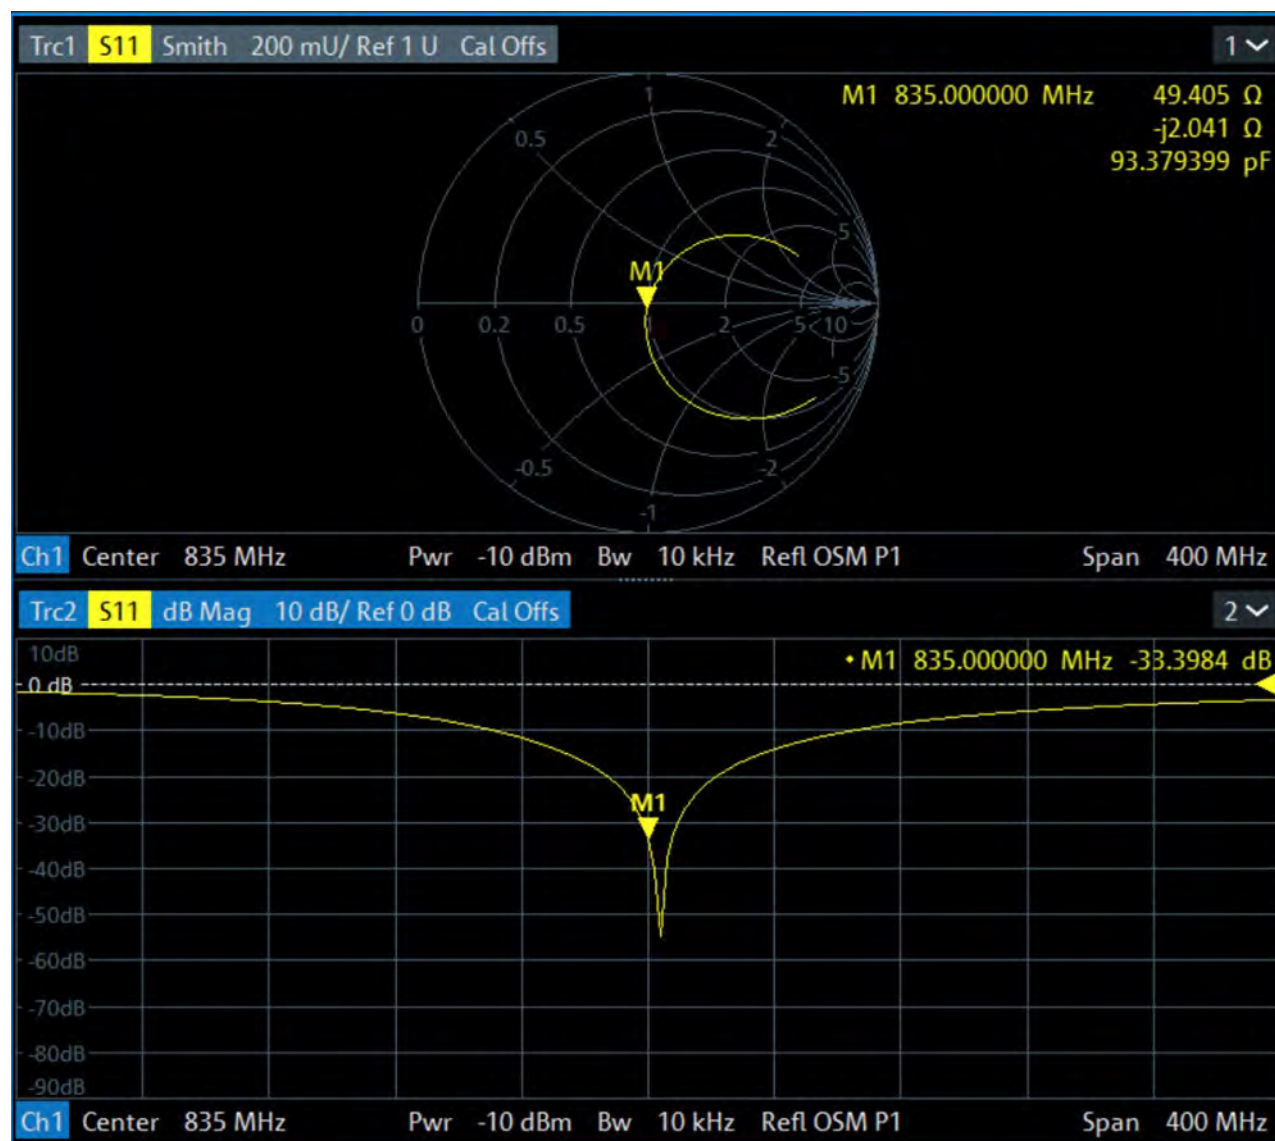 Trc1 S11 Smith 200 mU/ Ref 1 U Cal Offs 1
M1 835.000000 MHz 49.405 Ω
-j2.041 Ω
93.379399 pF
1
0.5 2
5
M1
0 0.2 0.5 1 2 5 10
-5
-0.5 -2
-1
Ch1 Center 835 MHz Pwr -10 dBm Bw 10 kHz Refl OSM P1 Span 400 MHz
Trc2 S11 dB Mag 10 dB/ Ref 0 dB Cal Offs 2
10dB
M1 835.000000 MHz -33.3984 dB
0 dB
-10dB
-20dB
M1
-30dB
-40dB
-50dB
-60dB
-70dB
-80dB
-90dB
Ch1 Center 835 MHz Pwr -10 dBm Bw 10 kHz Refl OSM P1 Span 400 MHz